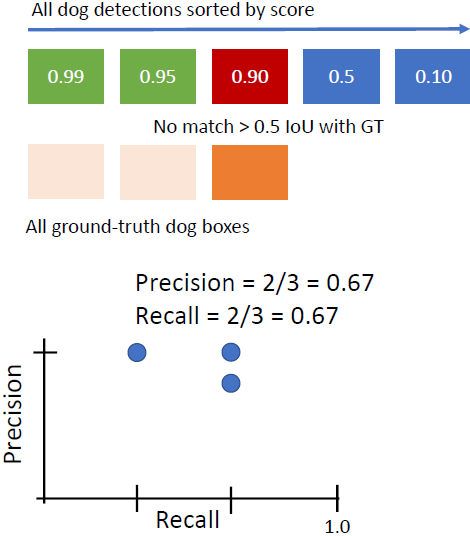 All dog detections sorted by score
0.99 0.95 0.90 0.5 0.10
No match > 0.5 IoU with GT
All ground-truth dog boxes
Precision = 2/3 = 0.67
Recall = 2/3 = 0.67
Precision
Recall
1.0